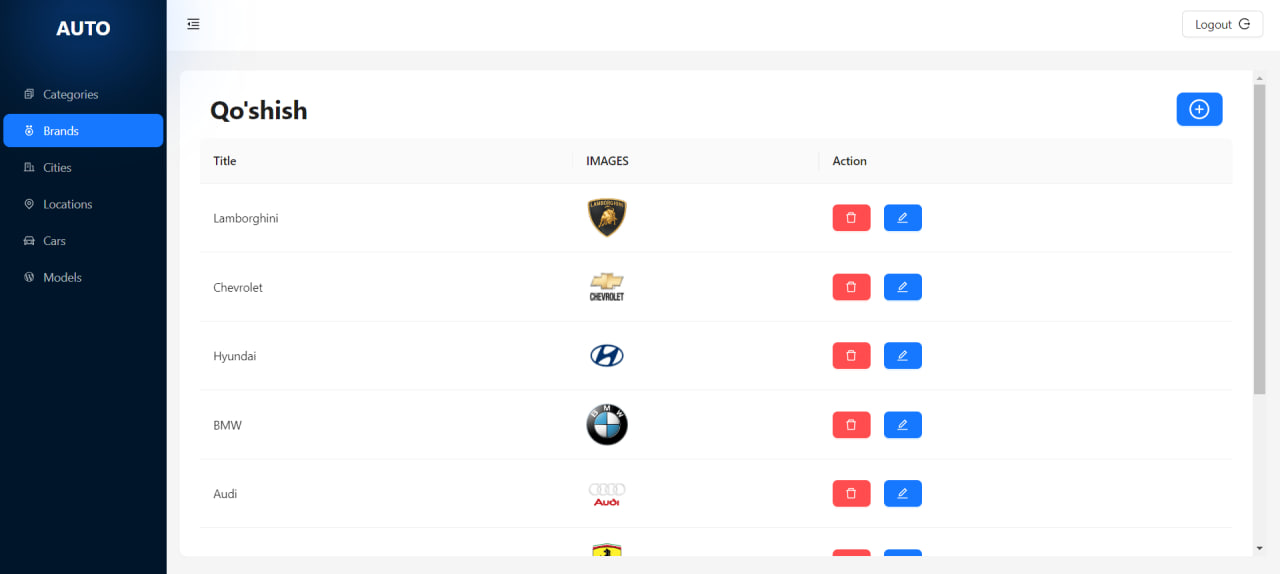 AUTO
Logout
Categories
Brands
Cities
Locations
Cars
Models
Qo'shish
Title IMAGES Action
Lamborghini LAMBORGHINI
Chevrolet CHEVROLET
Hyundai
BMW BMW
Audi Audi